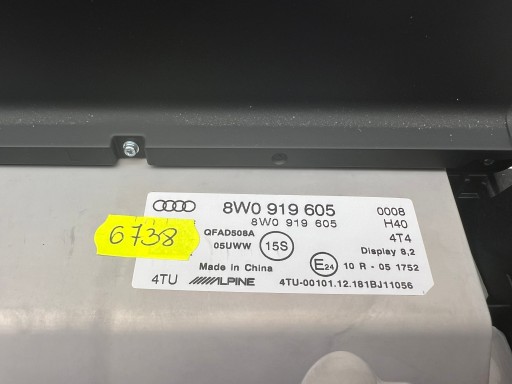 8W0 919 605 0008
8W0 919 605 H40
QFAD508A 4T4
05UWW 15S Display 8,2
Made in China E24 10 R - 05 1752
4TU ALPINE 4TU-00101.12.181BJ11056
6738